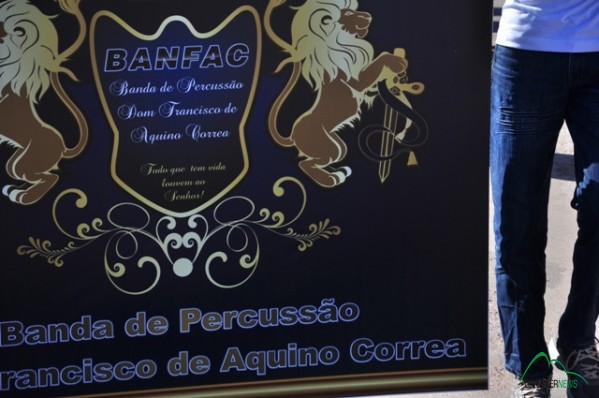 BANFAC
Banda de Percussão
Dom Francisco de
Aquino Correa
Tudo que tem vida
louvem ao
Senhor!
Banda de Percussão
rancisco de Aquino Correa
NEWS